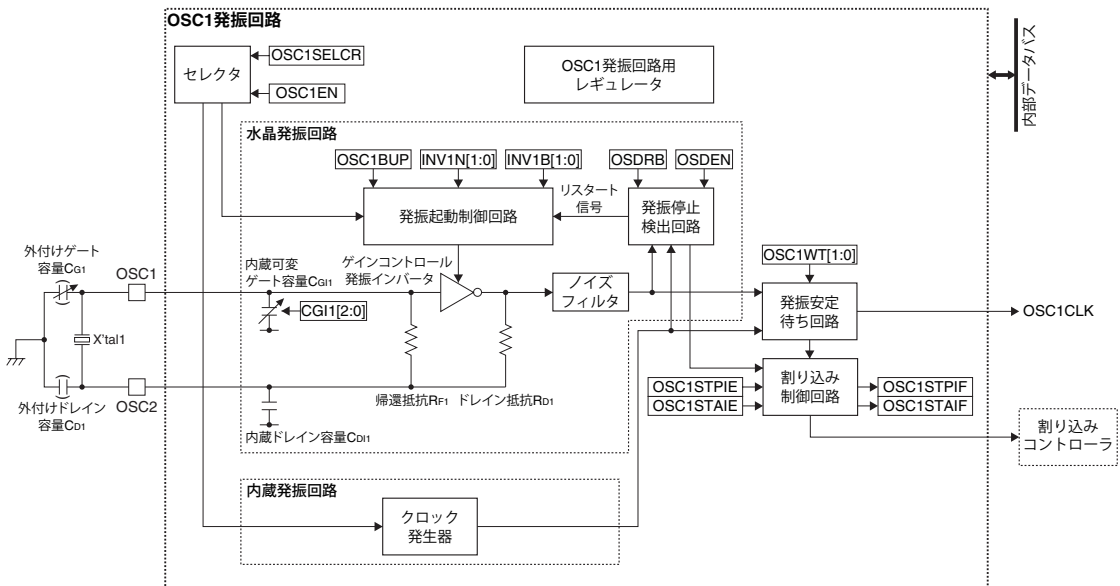 OSC1発振回路
セレクタ
OSC1SELCR
OSC1EN
OSC1発振回路用
レギュレータ
内部データバス
水晶発振回路
OSC1BUP
INV1N[1:0]
INV1B[1:0]
OSDRB
OSDEN
発振起動制御回路
リスタート
信号
発振停止
検出回路
外付けゲート
容量CG1
OSC1
内蔵可変
ゲート容量CGI1
ゲインコントロール
発振インバータ
CGI1[2:0]
ノイズ
フィルタ
OSC1WT[1:0]
発振安定
待ち回路
OSC1CLK
X'tal1
外付けドレイン
容量CD1
OSC2
帰還抵抗RF1
ドレイン抵抗RD1
内蔵ドレイン容量CDI1
OSC1STPIE
OSC1STAIE
割り込み
制御回路
OSC1STPIF
OSC1STAIF
割り込み
コントローラ
内蔵発振回路
クロック
発生器